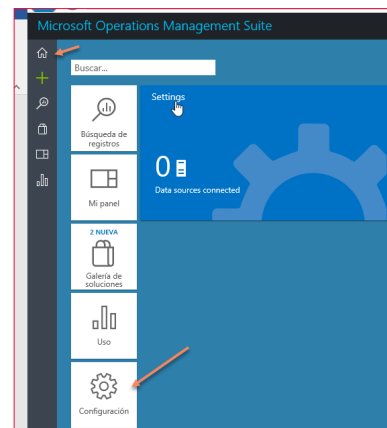 Microsoft Operations Management Suite
Buscar...
Búsqueda de
registros
Settings
0
Data sources connected
Mi panel
2 NUEVA
Galería de
soluciones
Uso
Configuración